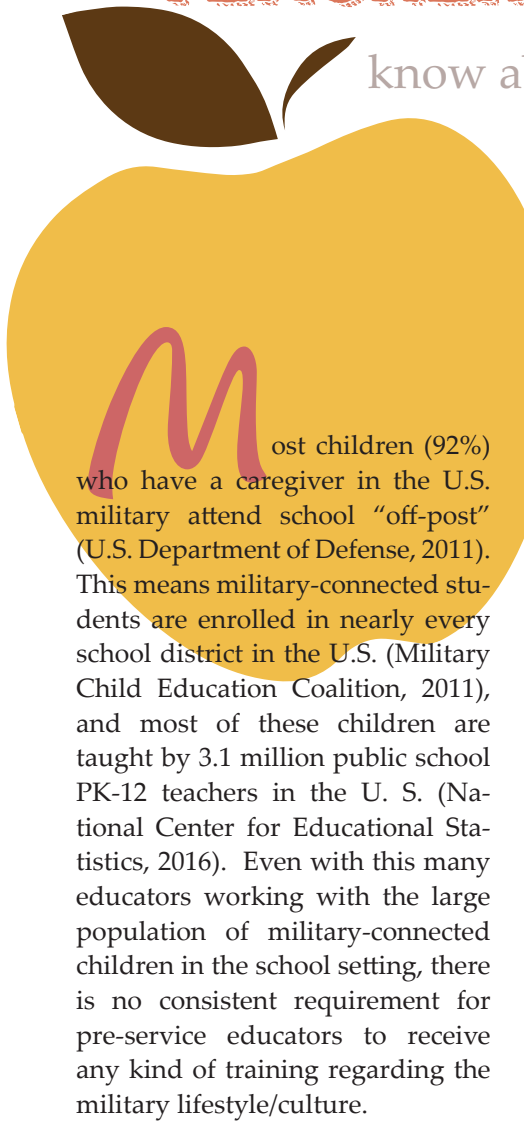 know a
Most children (92%)
who have a caregiver in the U.S.
military attend school “off-post”
(U.S. Department of Defense, 2011).
This means military-connected stu-
dents are enrolled in nearly every
school district in the U.S. (Military
Child Education Coalition, 2011),
and most of these children are
taught by 3.1 million public school
PK-12 teachers in the U. S. (Na-
tional Center for Educational Sta-
tistics, 2016).  Even with this many
educators working with the large
population of military-connected
children in the school setting, there
is no consistent requirement for
pre-service educators to receive
any kind of training regarding the
military lifestyle/culture.